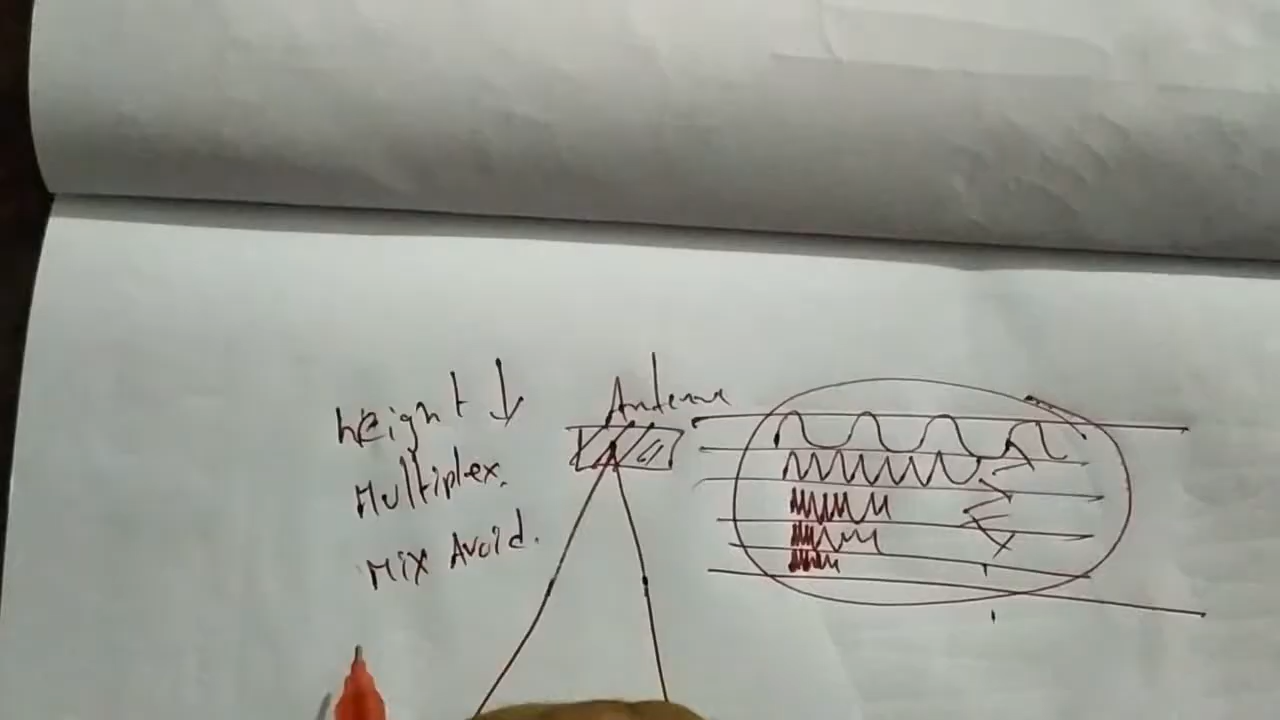 height ↓
Multiplex.
Mix Avoid.
Antenna